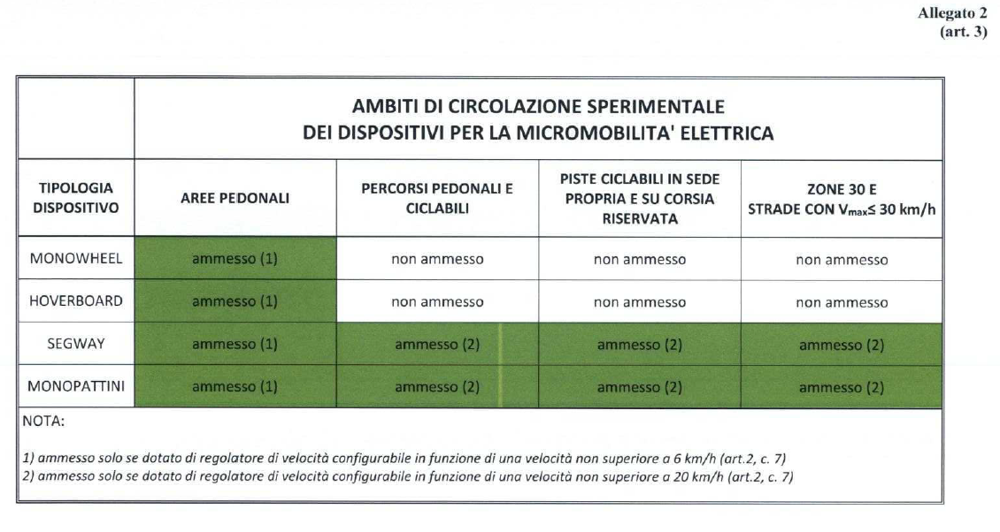 Allegato 2
(art. 3)
AMBITI DI CIRCOLAZIONE SPERIMENTALE
DEI DISPOSITIVI PER LA MICROMOBILITA' ELETTRICA
TIPOLOGIA
DISPOSITIVO
AREE PEDONALI
PERCORSI PEDONALI E
CICLABILI
PISTE CICLABILI IN SEDE
PROPRIA E SU CORSIA
RISERVATA
ZONE 30 E
STRADE CON Vmax≤ 30 km/h
MONOWHEEL ammesso (1) non ammesso non ammesso non ammesso
HOVERBOARD ammesso (1) non ammesso non ammesso non ammesso
SEGWAY ammesso (1) ammesso (2) ammesso (2) ammesso (2)
MONOPATTINI ammesso (1) ammesso (2) ammesso (2) ammesso (2)
NOTA:
1) ammesso solo se dotato di regolatore di velocità configurabile in funzione di una velocità non superiore a 6 km/h (art.2, c. 7)
2) ammesso solo se dotato di regolatore di velocità configurabile in funzione di una velocità non superiore a 20 km/h (art.2, c. 7)